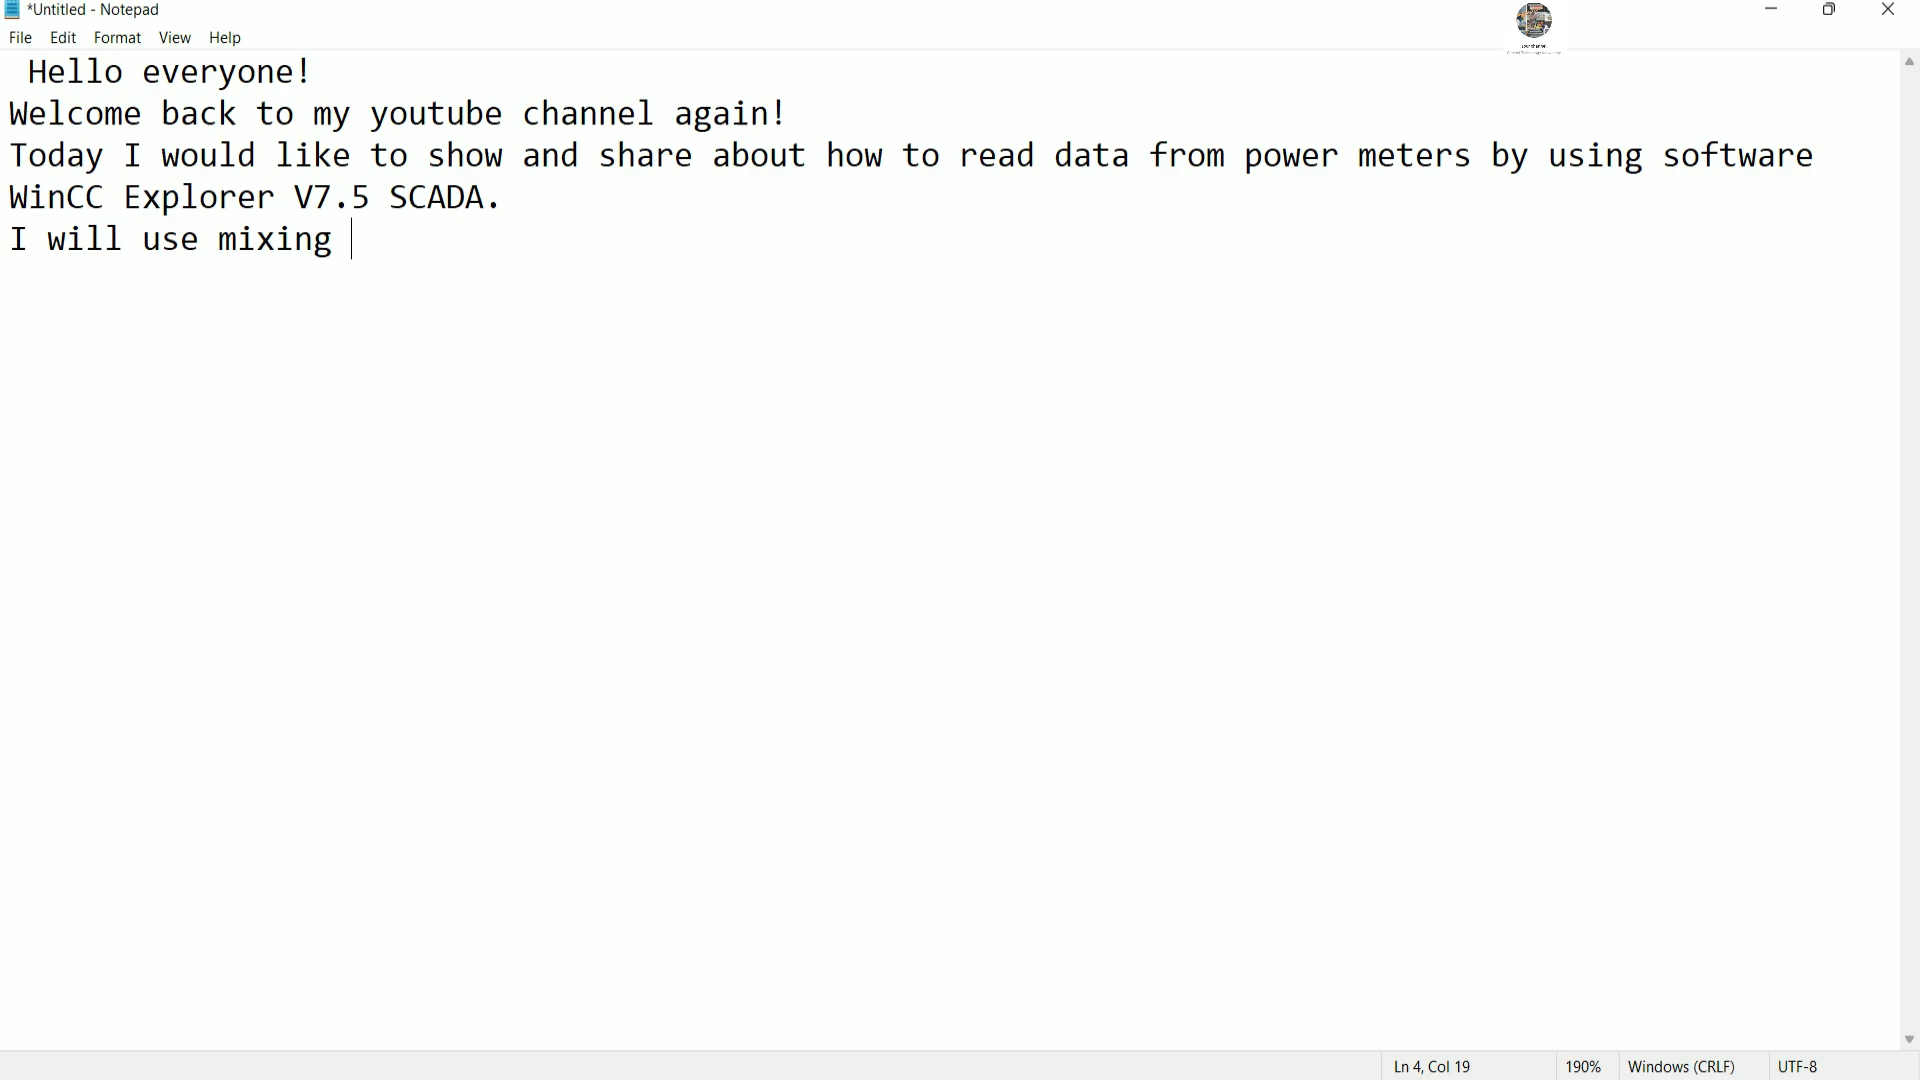 *Untitled - Notepad
File Edit Format View Help
Your channel
Hello everyone!
Welcome back to my youtube channel again!
Today I would like to show and share about how to read data from power meters by using software
WinCC Explorer V7.5 SCADA.
I will use mixing
Ln 4, Col 19 190% Windows (CRLF) UTF-8